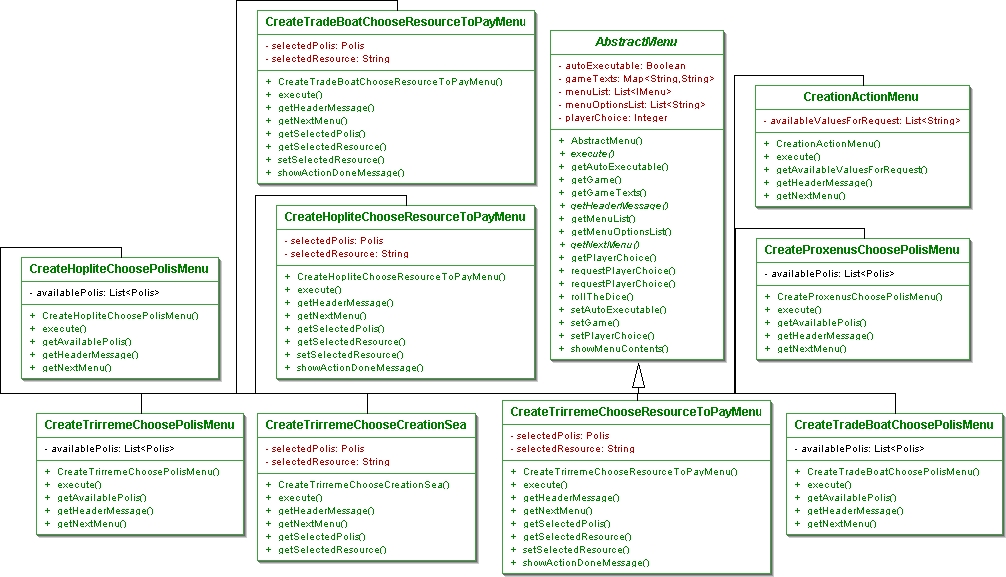 CreateTradeBoatChooseResourceToPayMenu
- selectedPolis: Polis
- selectedResource: String
+ CreateTradeBoatChooseResourceToPayMenu()
+ execute()
+ getHeaderMessage()
+ getNextMenu()
+ getSelectedPolis()
+ getSelectedResource()
+ setSelectedResource()
+ showActionDoneMessage()
AbstractMenu
- autoExecutable: Boolean
- gameTexts: Map<String,String>
- menuList: List<IMenu>
- menuOptionsList: List<String>
- playerChoice: Integer
+ AbstractMenu()
+ execute()
+ getAutoExecutable()
+ getGame()
+ getGameTexts()
+ getHeaderMessage()
+ getMenuList()
+ getMenuOptionsList()
+ getNextMenu()
+ getPlayerChoice()
+ requestPlayerChoice()
+ requestPlayerChoice()
+ rollTheDice()
+ setAutoExecutable()
+ setGame()
+ setPlayerChoice()
+ showMenuContents()
CreationActionMenu
- availableValuesForRequest: List<String>
+ CreationActionMenu()
+ execute()
+ getAvailableValuesForRequest()
+ getHeaderMessage()
+ getNextMenu()
CreateHopliteChooseResourceToPayMenu
- selectedPolis: Polis
- selectedResource: String
+ CreateHopliteChooseResourceToPayMenu()
+ execute()
+ getHeaderMessage()
+ getNextMenu()
+ getSelectedPolis()
+ getSelectedResource()
+ setSelectedResource()
+ showActionDoneMessage()
CreateProxenusChoosePolisMenu
- availablePolis: List<Polis>
+ CreateProxenusChoosePolisMenu()
+ execute()
+ getAvailablePolis()
+ getHeaderMessage()
+ getNextMenu()
CreateHopliteChoosePolisMenu
- availablePolis: List<Polis>
+ CreateHopliteChoosePolisMenu()
+ execute()
+ getAvailablePolis()
+ getHeaderMessage()
+ getNextMenu()
CreateTrirremeChoosePolisMenu
- availablePolis: List<Polis>
+ CreateTrirremeChoosePolisMenu()
+ execute()
+ getAvailablePolis()
+ getHeaderMessage()
+ getNextMenu()
CreateTrirremeChooseCreationSea
- selectedPolis: Polis
- selectedResource: String
+ CreateTrirremeChooseCreationSea()
+ execute()
+ getHeaderMessage()
+ getNextMenu()
+ getSelectedPolis()
+ getSelectedResource()
CreateTrirremeChooseResourceToPayMenu
- selectedPolis: Polis
- selectedResource: String
+ CreateTrirremeChooseResourceToPayMenu()
+ execute()
+ getHeaderMessage()
+ getNextMenu()
+ getSelectedPolis()
+ getSelectedResource()
+ setSelectedResource()
+ showActionDoneMessage()
CreateTradeBoatChoosePolisMenu
- availablePolis: List<Polis>
+ CreateTradeBoatChoosePolisMenu()
+ execute()
+ getAvailablePolis()
+ getHeaderMessage()
+ getNextMenu()